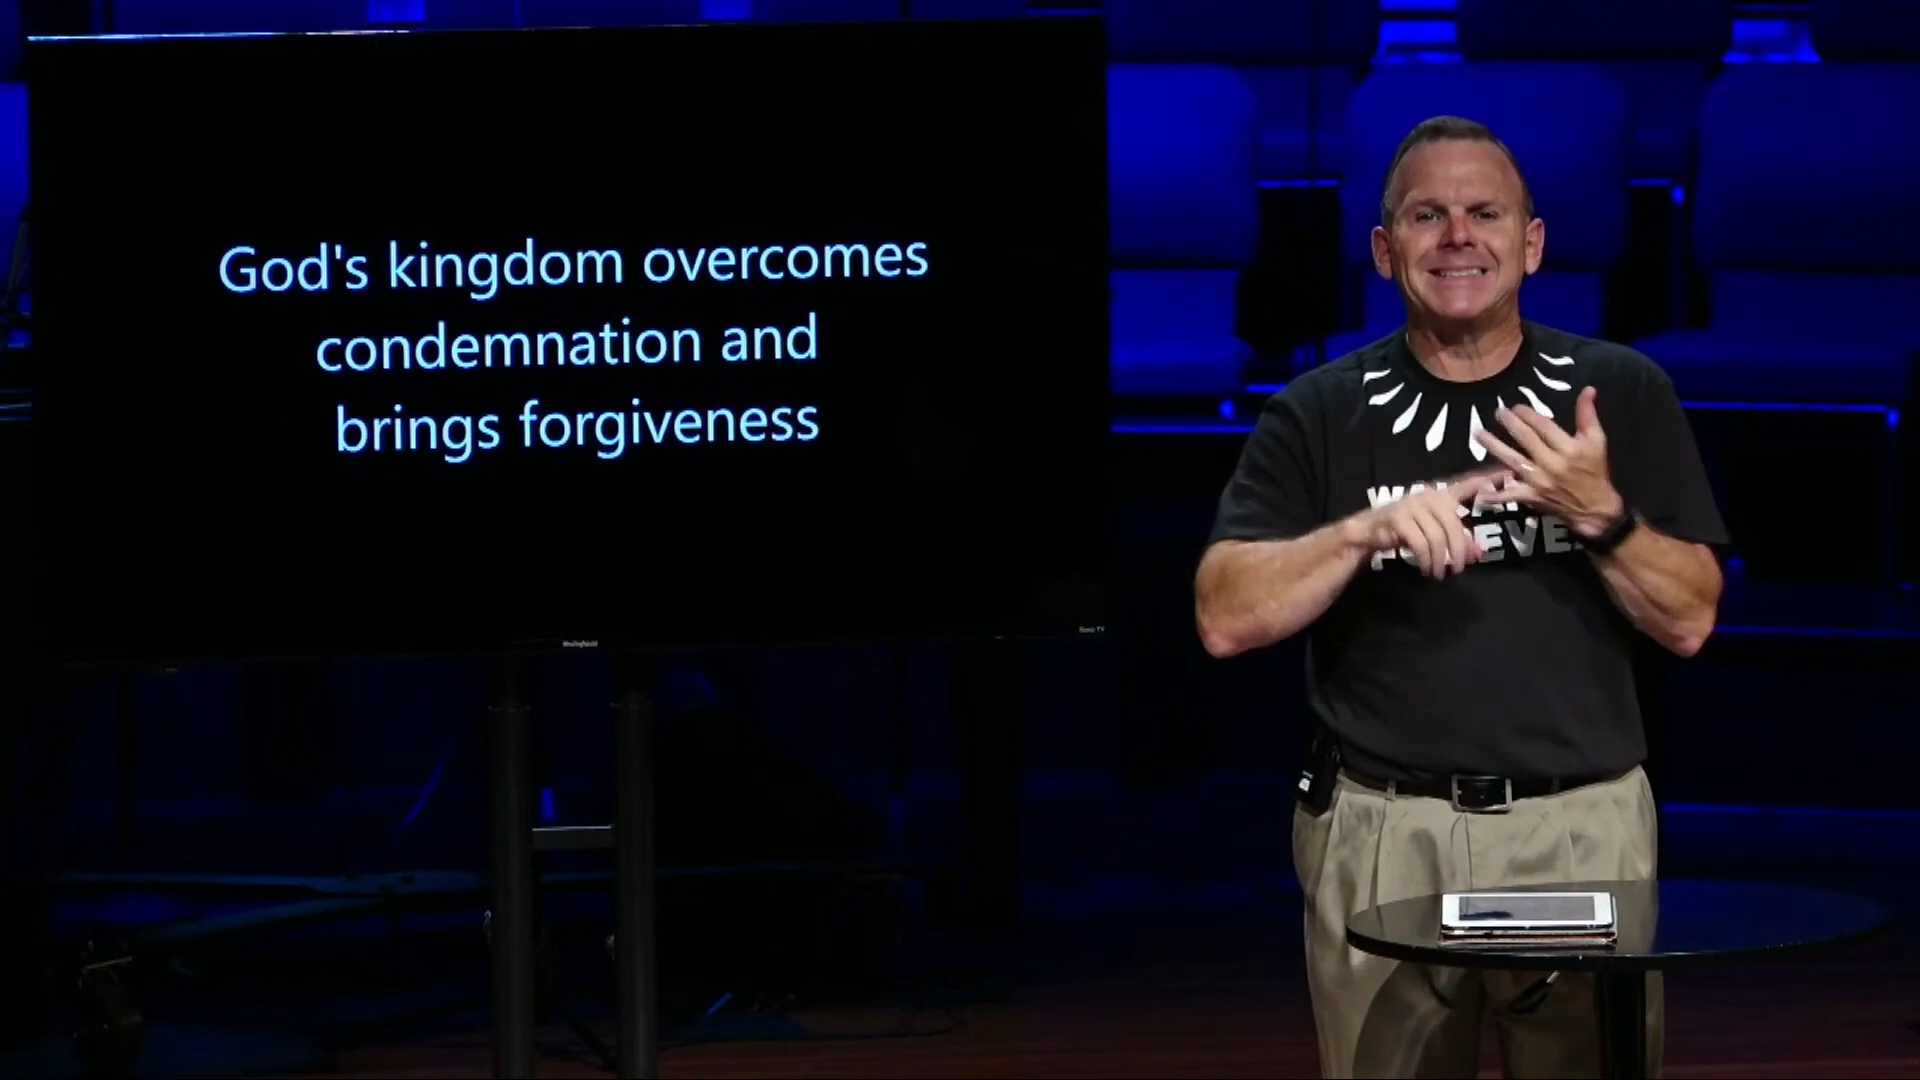 God's kingdom overcomes
condemnation and
brings forgiveness